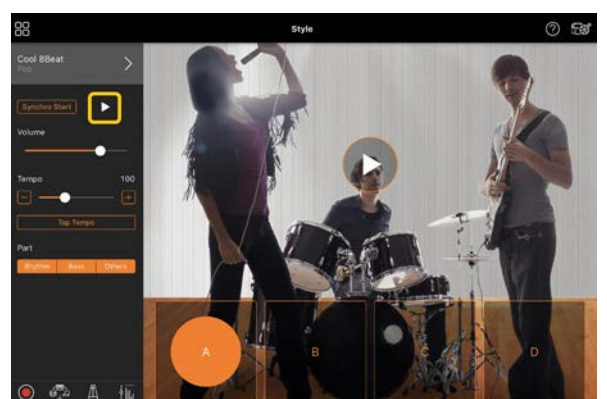 Style
Cool 8Beat
Pop
Synchro Start
Volume
Tempo 100
Tap Tempo
Part
Rhythm Bass Others
A B C D